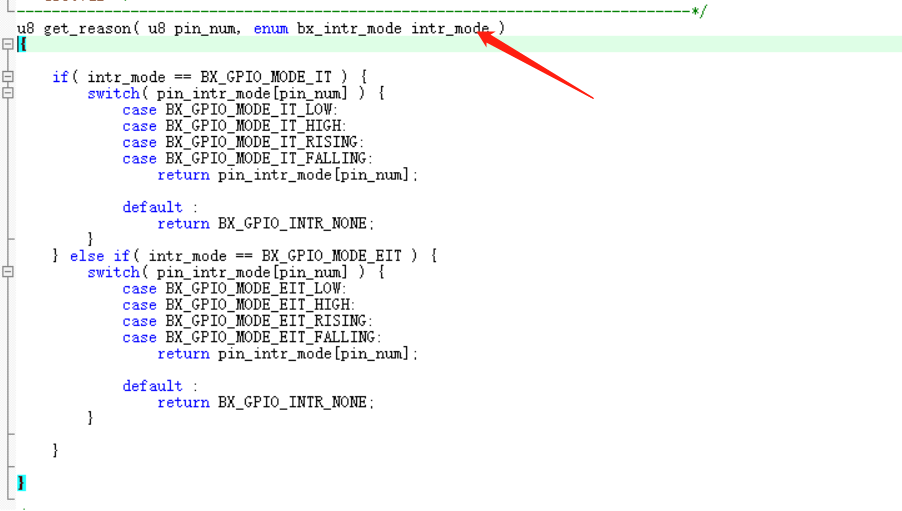 -----------------------------------------------------------------------------*/
u8 get_reason( u8 pin_num, enum bx_intr_mode intr_mode )
{
if( intr_mode == BX_GPIO_MODE_IT ) {
switch( pin_intr_mode[pin_num] ) {
case BX_GPIO_MODE_IT_LOW:
case BX_GPIO_MODE_IT_HIGH:
case BX_GPIO_MODE_IT_RISING:
case BX_GPIO_MODE_IT_FALLING:
return pin_intr_mode[pin_num];
default :
return BX_GPIO_INTR_NONE;
}
} else if( intr_mode == BX_GPIO_MODE_EIT ) {
switch( pin_intr_mode[pin_num] ) {
case BX_GPIO_MODE_EIT_LOW:
case BX_GPIO_MODE_EIT_HIGH:
case BX_GPIO_MODE_EIT_RISING:
case BX_GPIO_MODE_EIT_FALLING:
return pin_intr_mode[pin_num];
default :
return BX_GPIO_INTR_NONE;
}
}
}